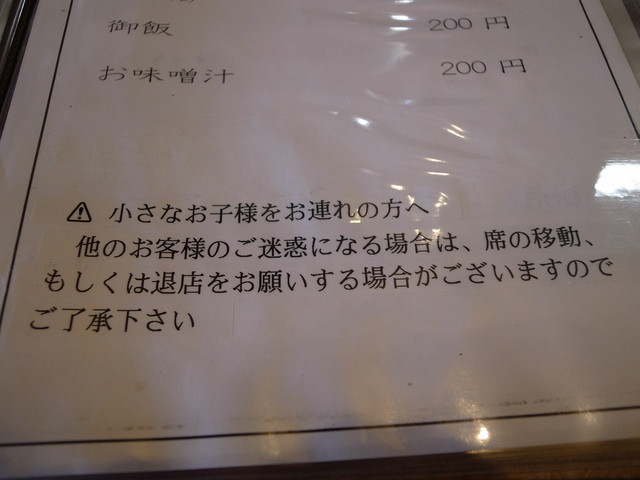 御飯 200 円
お味噌汁 200 円
⚠ 小さなお子様をお連れの方へ
他のお客様のご迷惑になる場合は、席の移動、
もしくは退店をお願いする場合がございますので
ご了承下さい